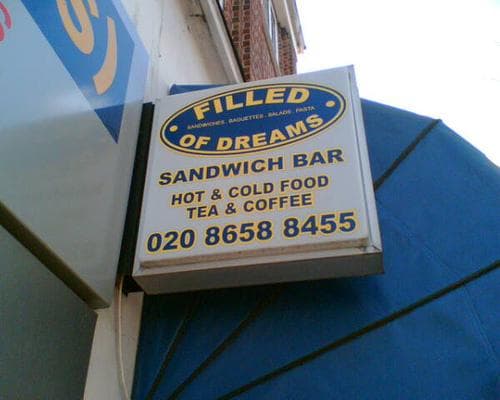 FILLED
SANDWICHES . BAGUETTES . SALADS . PASTA
OF DREAMS
SANDWICH BAR
HOT & COLD FOOD
TEA & COFFEE
020 8658 8455